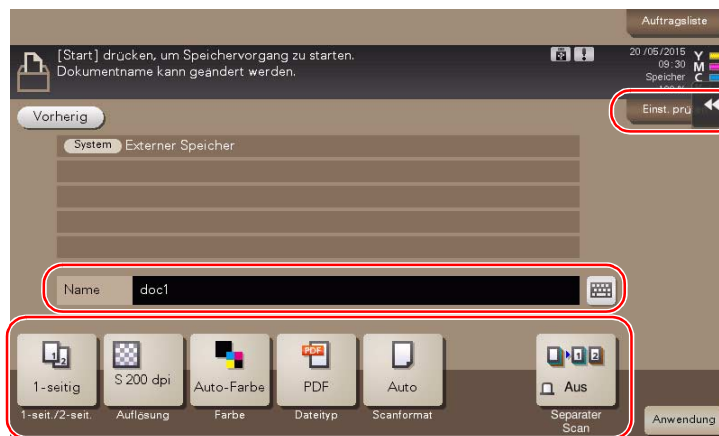 Auftragsliste
[Start] drücken, um Speichervorgang zu starten.
Dokumentname kann geändert werden.
20/05/2015
09:30
Speicher
Y
M
C
Vorherig
Einst. prü
System Externer Speicher
Name doc1
1-seitig
S 200 dpi
Auto-Farbe
PDF
PDF
Auto
Aus
1-seit./2-seit.
Auflösung
Farbe
Dateityp
Scanformat
Separater
Scan
Anwendung